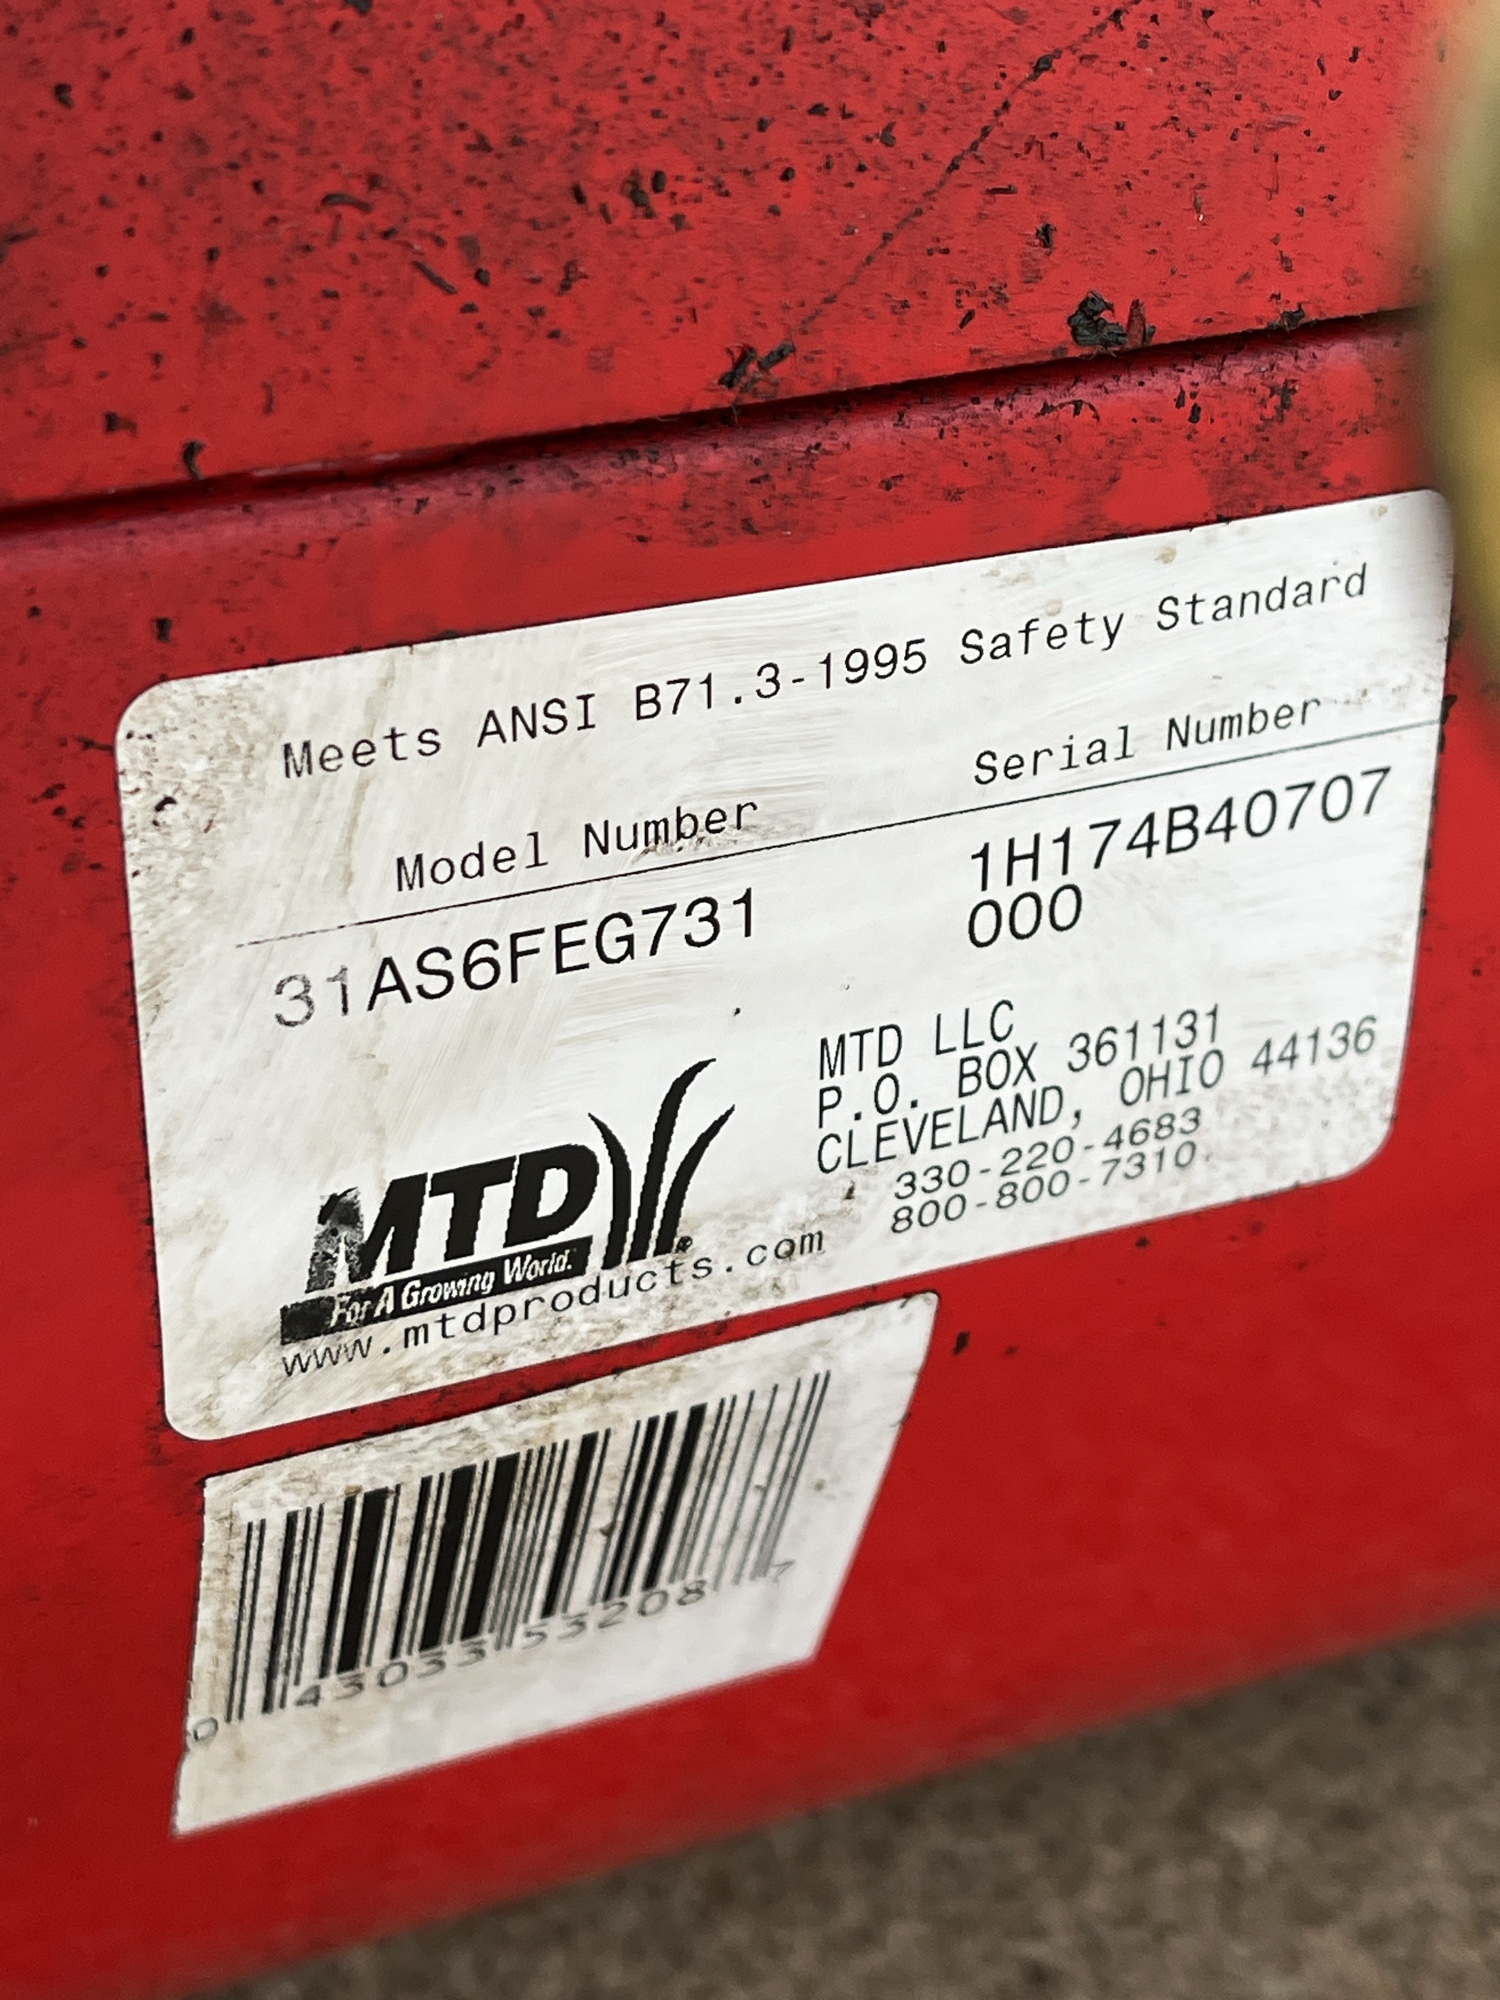 Meets ANSI B71.3-1995 Safety Standard
Model Number Serial Number
31AS6FEG731 1H174B40707
000
MTD LLC
P.O. BOX 361131
CLEVELAND, OHIO 44136
330-220-4683
800-800-7310
MTD
For A Growing World.
www.mtdproducts.com
0 43033 53208 7